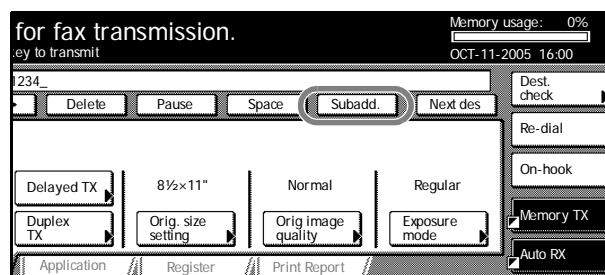 for fax transmission.
key to transmit
Memory usage: 0%
OCT-11-2005 16:00
1234_
Delete Pause Space Subadd. Next des
Dest. check
Re-dial
On-hook
Memory TX
Auto RX
Delayed TX 8½×11" Normal Regular
Duplex TX Orig. size setting Orig image quality Exposure mode
Application Register Print Report